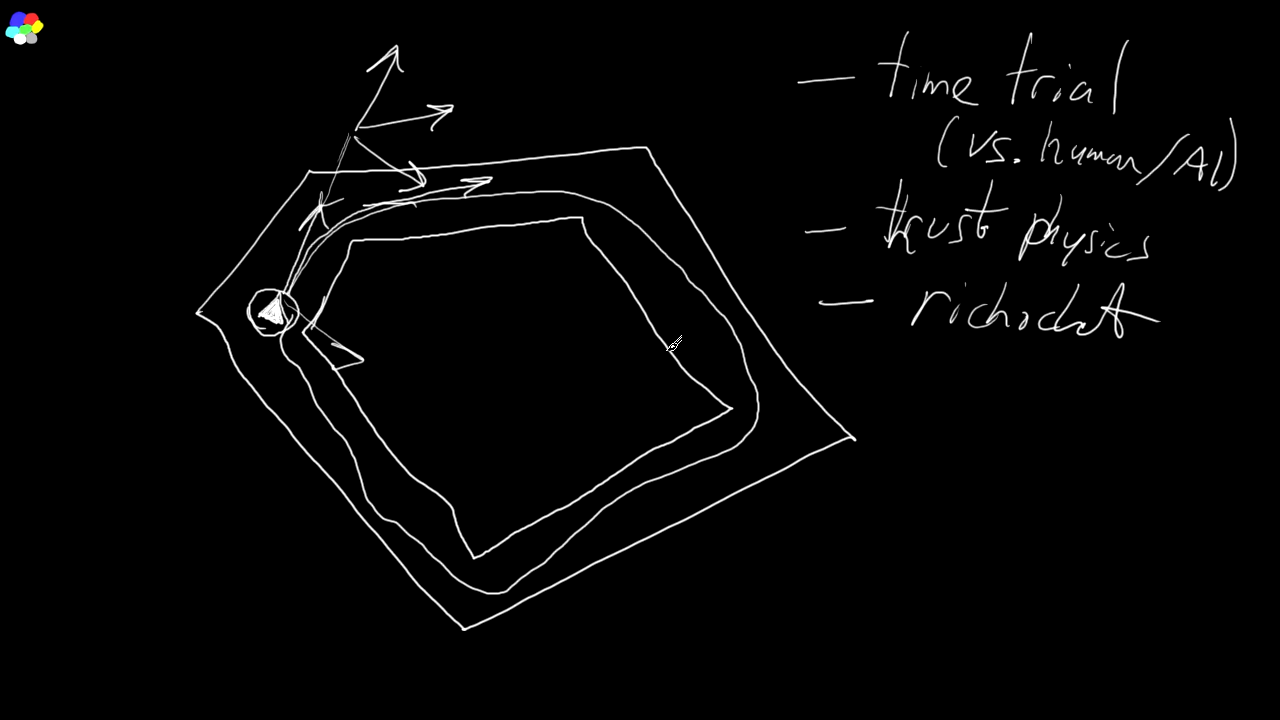 — time trial
(vs. human/AI)
— thrust physics
— richochet